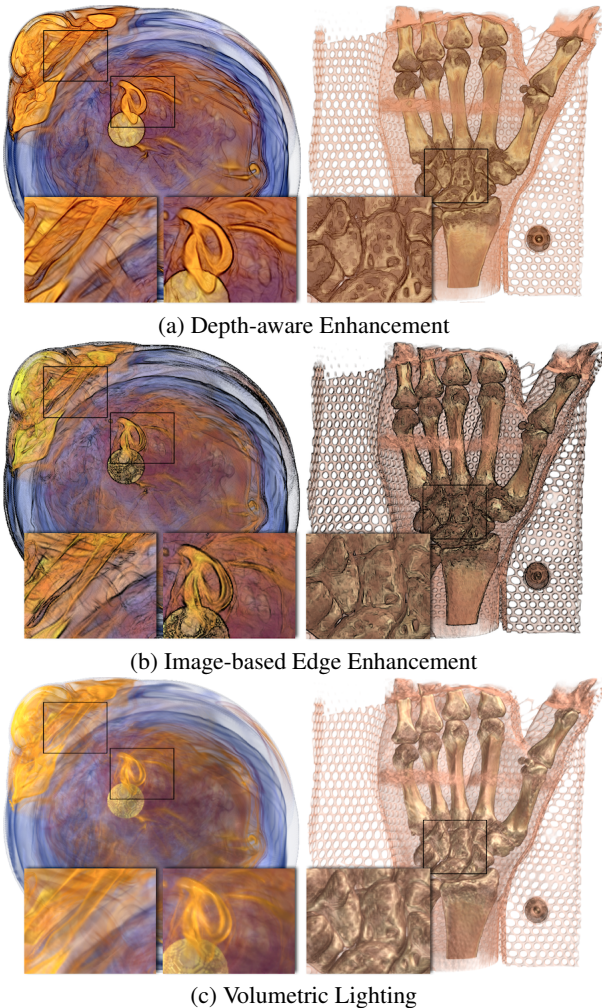 (a) Depth-aware Enhancement
(b) Image-based Edge Enhancement
(c) Volumetric Lighting